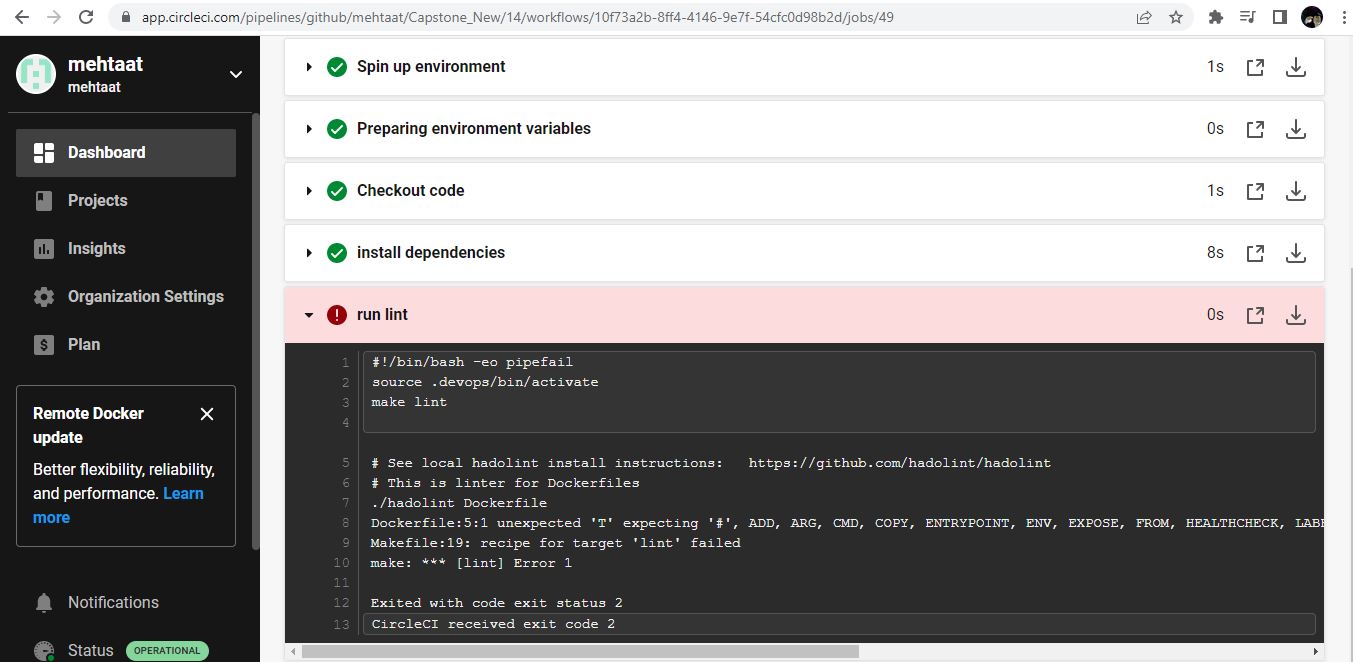 app.circleci.com/pipelines/github/mehtaat/Capstone_New/14/workflows/10f73a2b-8ff4-4146-9e7f-54cfc0d98b2d/jobs/49
mehtaat
mehtaat
Dashboard
Projects
Insights
Organization Settings
$ Plan
Remote Docker
update
Better flexibility, reliability,
and performance. Learn
more
Notifications
Status OPERATIONAL
Spin up environment 1s
Preparing environment variables 0s
Checkout code 1s
install dependencies 8s
! run lint 0s
1 #!/bin/bash -eo pipefail
2 source .devops/bin/activate
3 make lint
4
5 # See local hadolint install instructions:   https://github.com/hadolint/hadolint
6 # This is linter for Dockerfiles
7 ./hadolint Dockerfile
8 Dockerfile:5:1 unexpected 'T' expecting '#', ADD, ARG, CMD, COPY, ENTRYPOINT, ENV, EXPOSE, FROM, HEALTHCHECK,
9 Makefile:19: recipe for target 'lint' failed
10 make: *** [lint] Error 1
11
12 Exited with code exit status 2
13 CircleCI received exit code 2